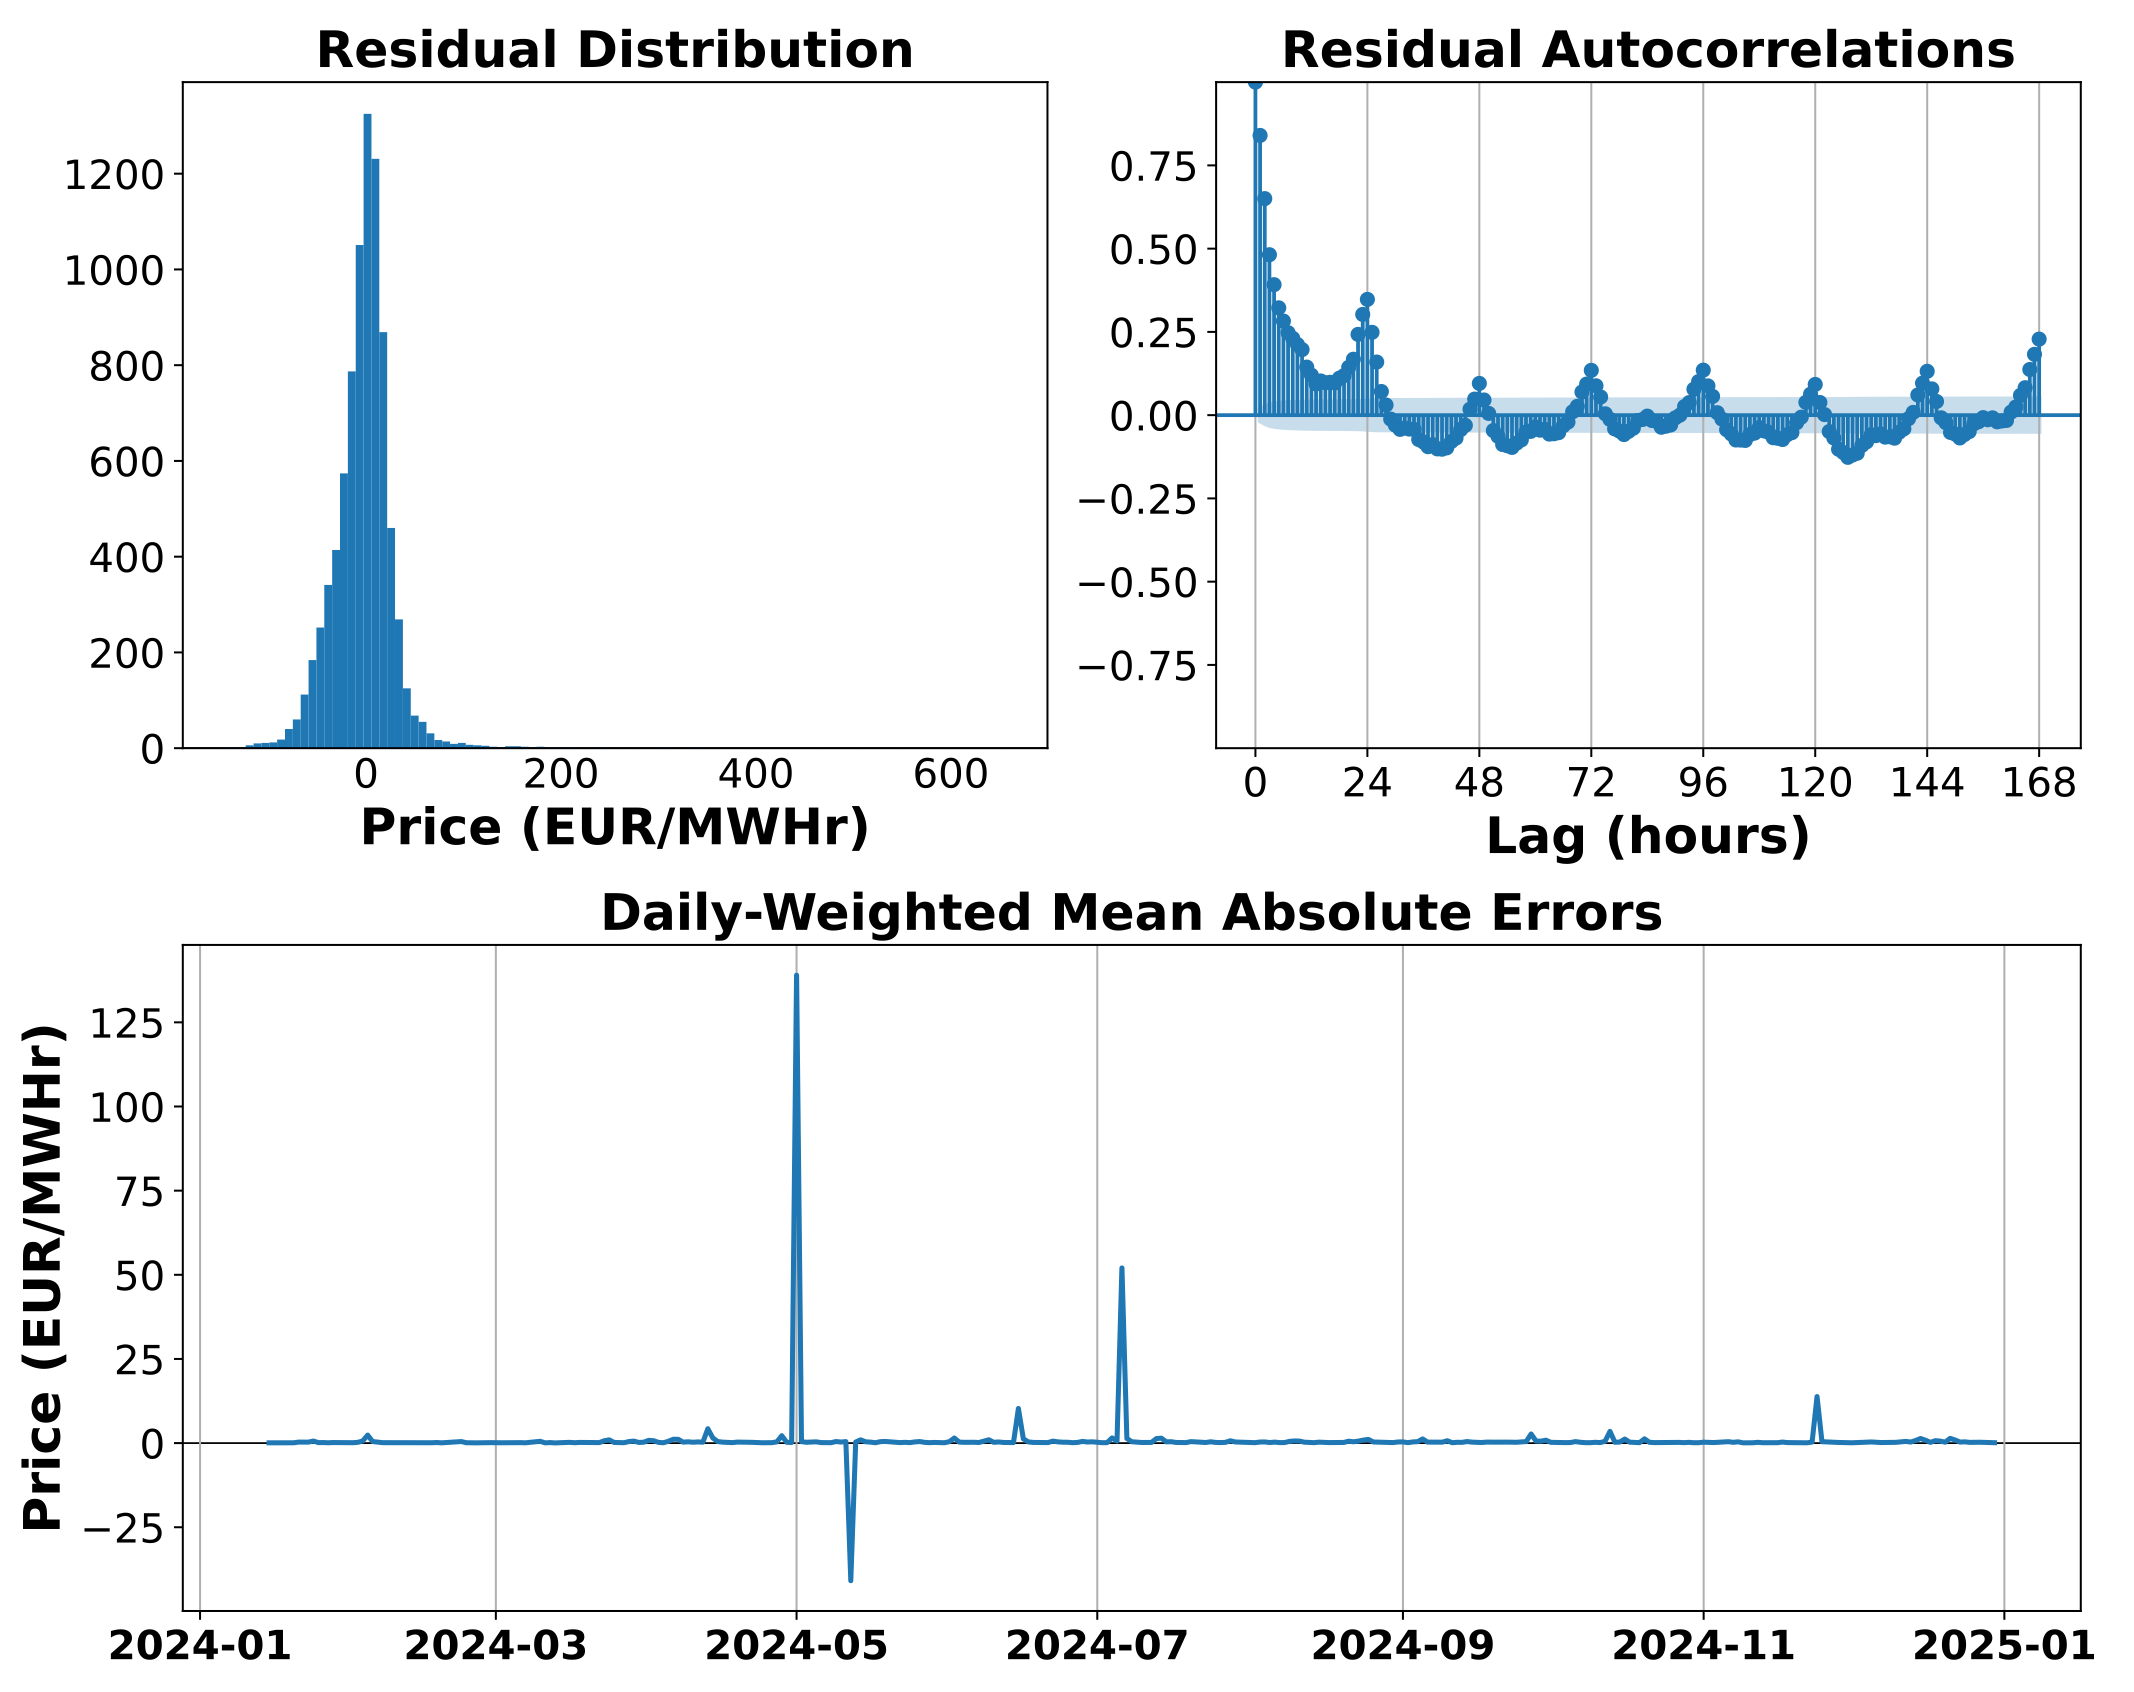 Residual Distribution
1200
1000
800
600
400
200
0
0 200 400 600
Price (EUR/MWHr)
Residual Autocorrelations
0.75
0.50
0.25
0.00
−0.25
−0.50
−0.75
0 24 48 72 96 120 144 168
Lag (hours)
Daily-Weighted Mean Absolute Errors
Price (EUR/MWHr)
125
100
75
50
25
0
−25
2024-01 2024-03 2024-05 2024-07 2024-09 2024-11 2025-01